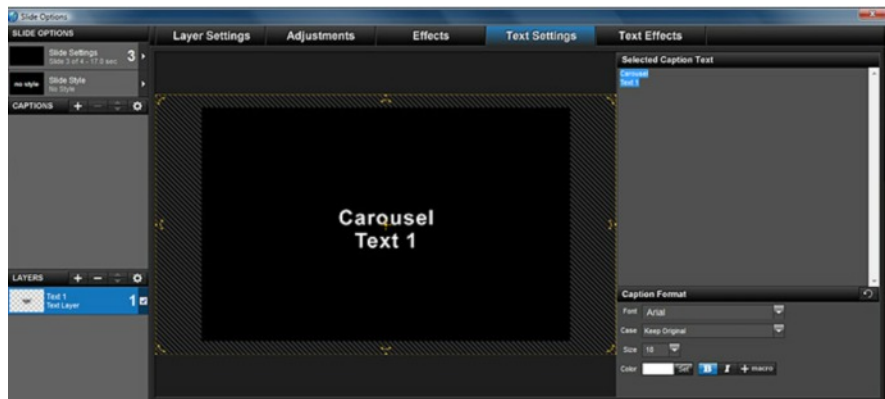 Slide Options
SLIDE OPTIONS
Layer Settings
Adjustments
Effects
Text Settings
Text Effects
Slide Settings
Slide 3 of 4 - 17.0 sec
3
no style
Slide Style
No Style
CAPTIONS
Carousel
Text 1
LAYERS
Text 1
Text Layer
1
Selected Caption Text
Carousel
Text 1
Caption Format
Font Arial
Case Keep Original
Size 18
Color Set B I + macro